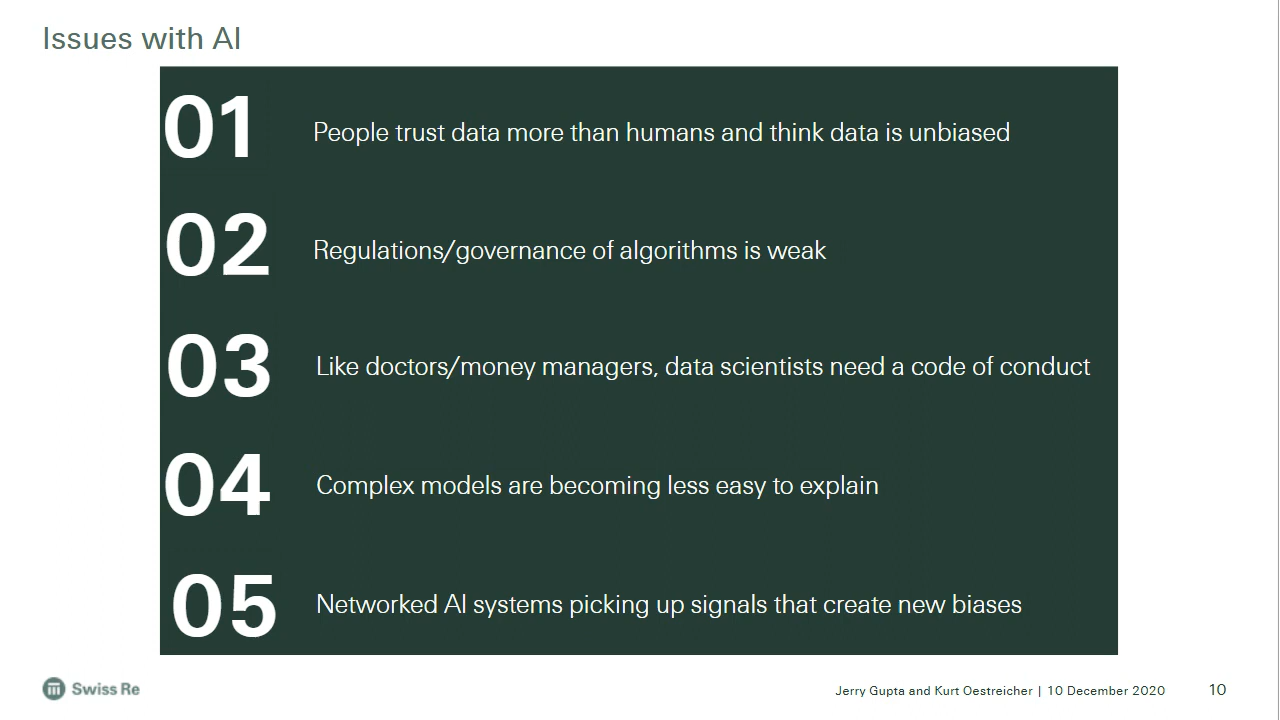 Issues with AI
01 People trust data more than humans and think data is unbiased
02 Regulations/governance of algorithms is weak
03 Like doctors/money managers, data scientists need a code of conduct
04 Complex models are becoming less easy to explain
05 Networked AI systems picking up signals that create new biases
Swiss Re Jerry Gupta and Kurt Oestreicher | 10 December 2020 10